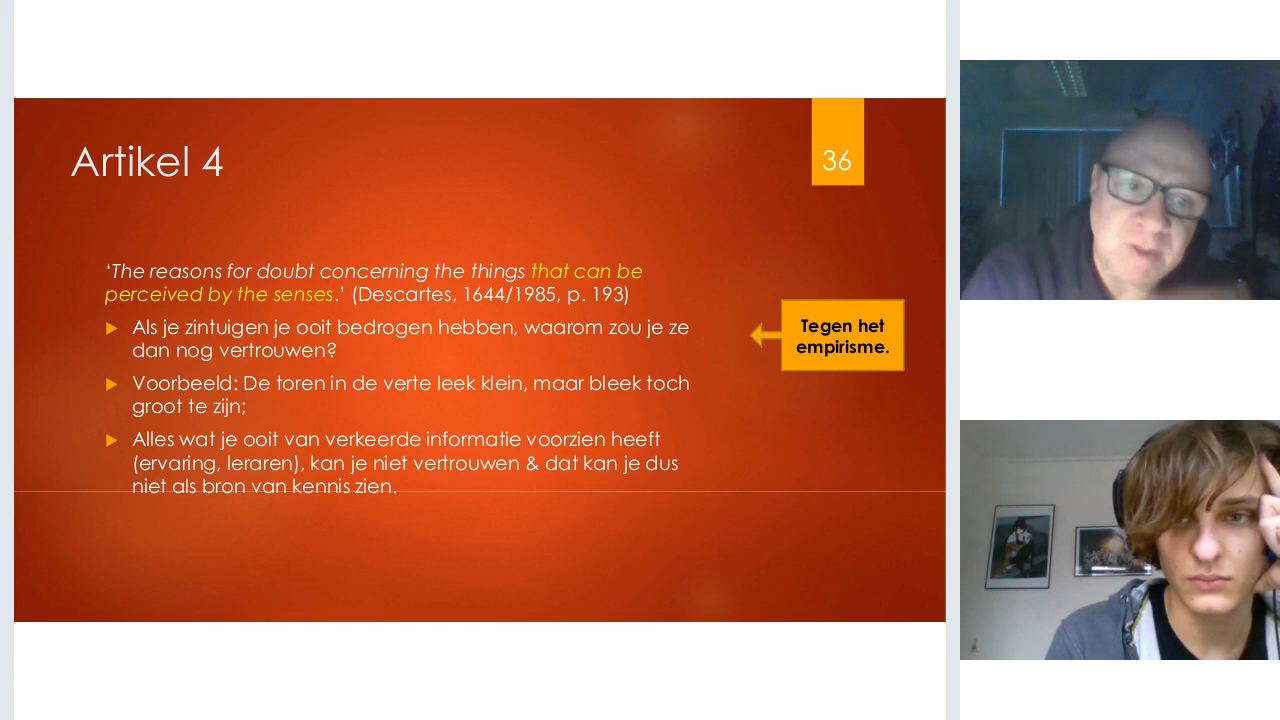 Artikel 4
36
‘The reasons for doubt concerning the things that can be
perceived by the senses.’ (Descartes, 1644/1985, p. 193)
Als je zintuigen je ooit bedrogen hebben, waarom zou je ze
dan nog vertrouwen?
Voorbeeld: De toren in de verte leek klein, maar bleek toch
groot te zijn;
Alles wat je ooit van verkeerde informatie voorzien heeft
(ervaring, leraren), kan je niet vertrouwen & dat kan je dus
niet als bron van kennis zien.
Tegen het
empirisme.